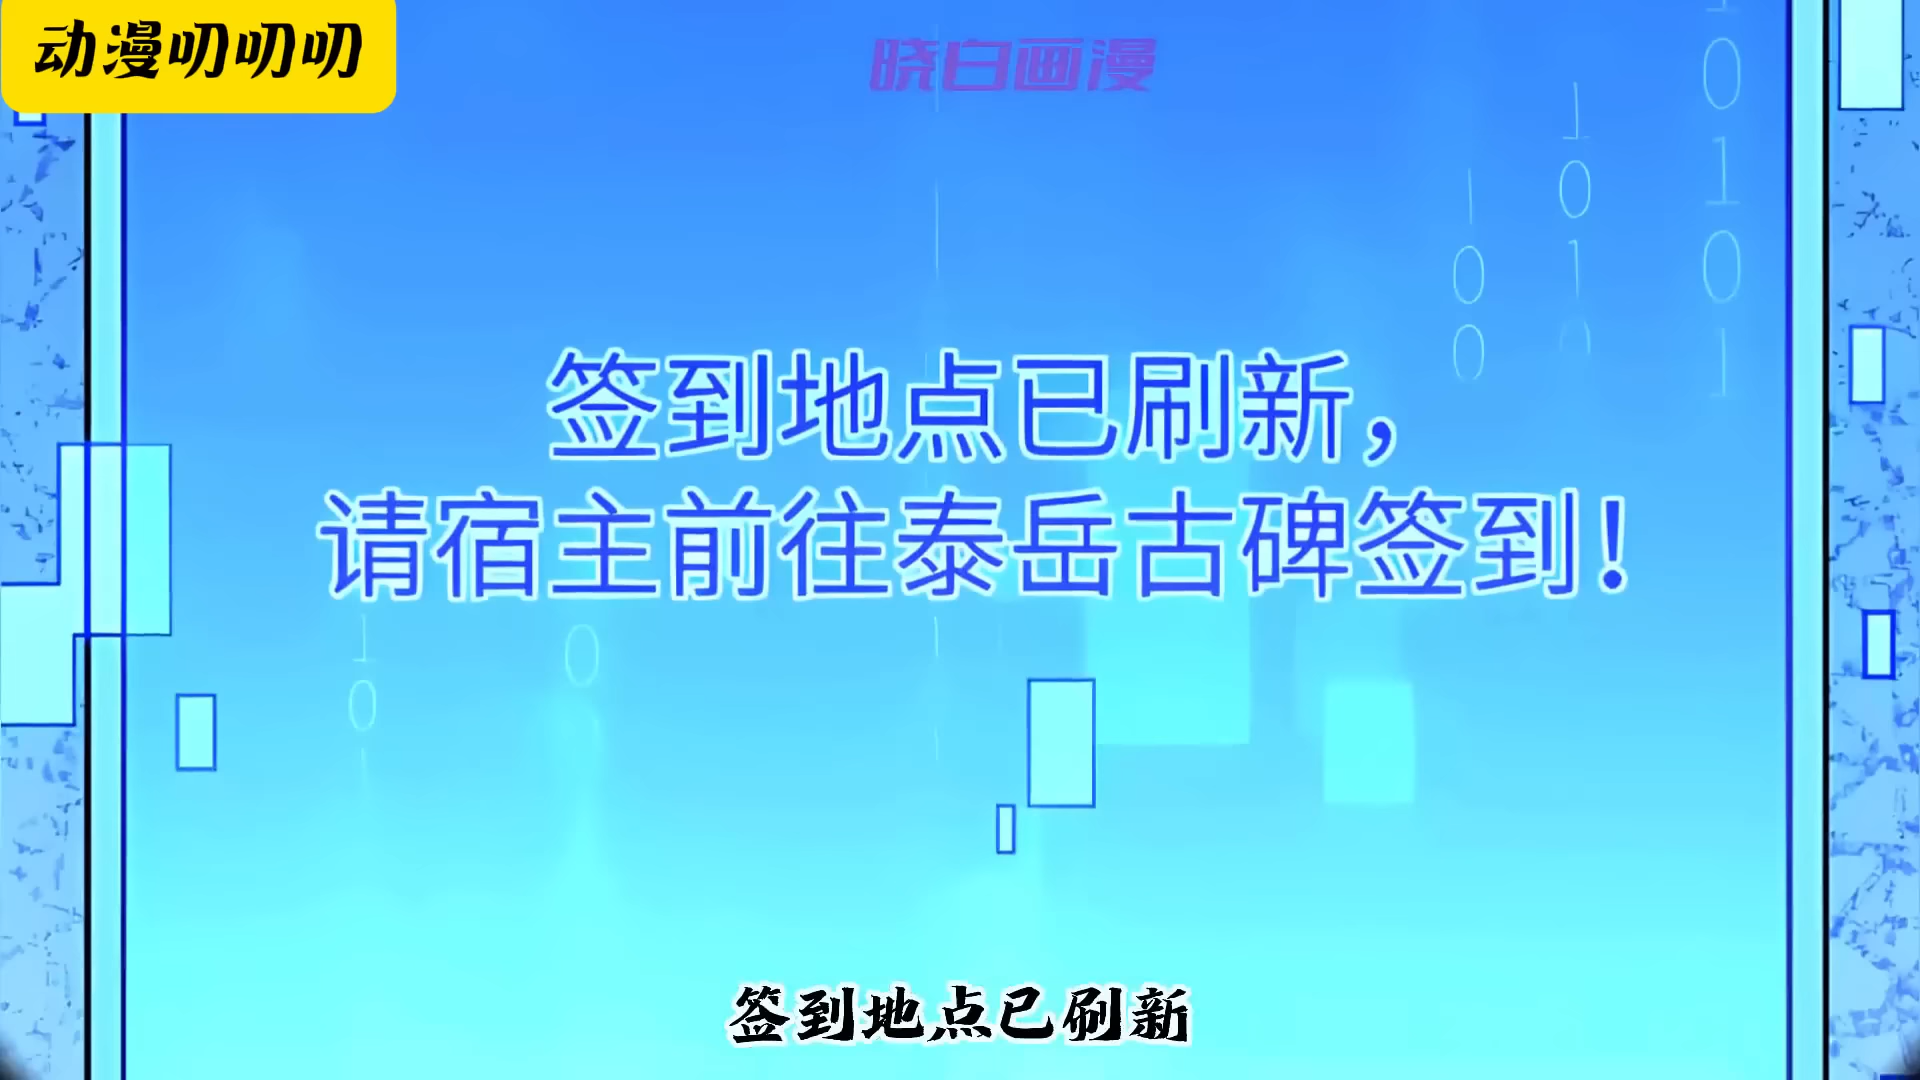 动漫叨叨叨
晓白画漫
签到地点已刷新，
请宿主前往泰岳古碑签到！
签到地点已刷新